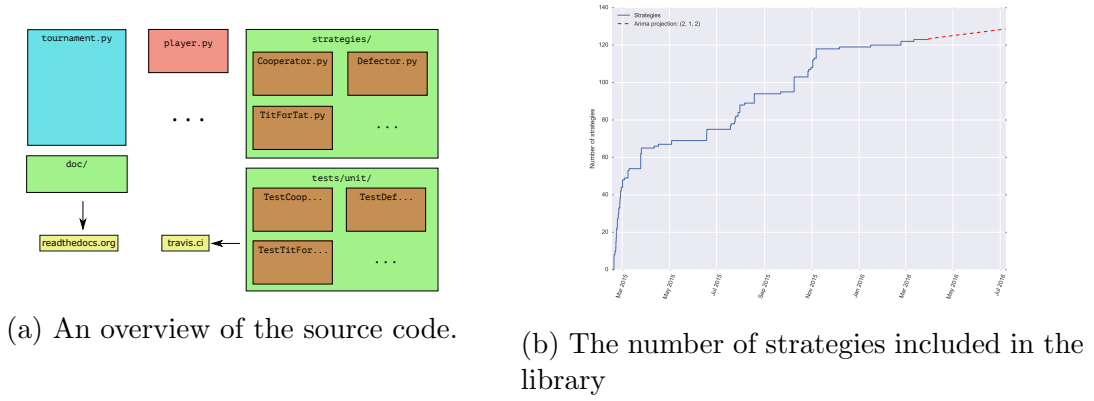 tournament.py
player.py
strategies/
Cooperator.py
Defector.py
TitForTat.py
...
...
doc/
tests/unit/
TestCoop...
TestDef...
TestTitFor...
...
readthedocs.org
travis.ci
(a) An overview of the source code.
Strategies
Arima projection: (2, 1, 2)
Number of strategies
140
120
100
80
60
40
20
0
Mar 2015
May 2015
Jul 2015
Sep 2015
Nov 2015
Jan 2016
Mar 2016
May 2016
Jul 2016
(b) The number of strategies included in the
library